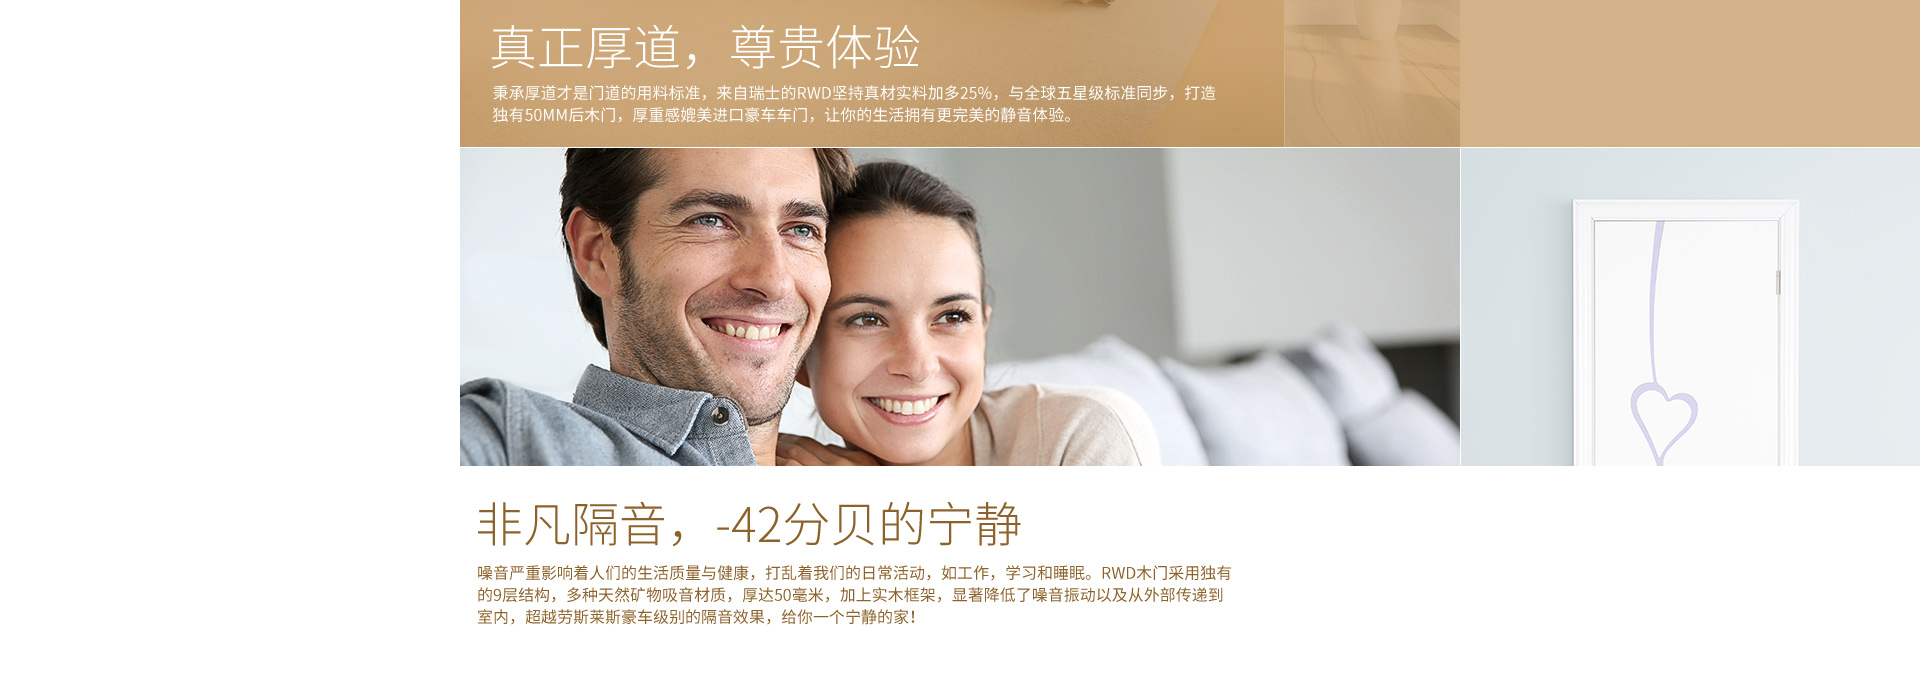 真正厚道，尊贵体验
秉承厚道才是门道的用料标准，来自瑞士的RWD坚持真材实料加多25%，与全球五星级标准同步，打造
独有50MM后木门，厚重感媲美进口豪车车门，让你的生活拥有更完美的静音体验。
非凡隔音，-42分贝的宁静
噪音严重影响着人们的生活质量与健康，打乱着我们的日常活动，如工作，学习和睡眠。RWD木门采用独有
的9层结构，多种天然矿物吸音材质，厚达50毫米，加上实木框架，显著降低了噪音振动以及从外部传递到
室内，超越劳斯莱斯豪车级别的隔音效果，给你一个宁静的家！